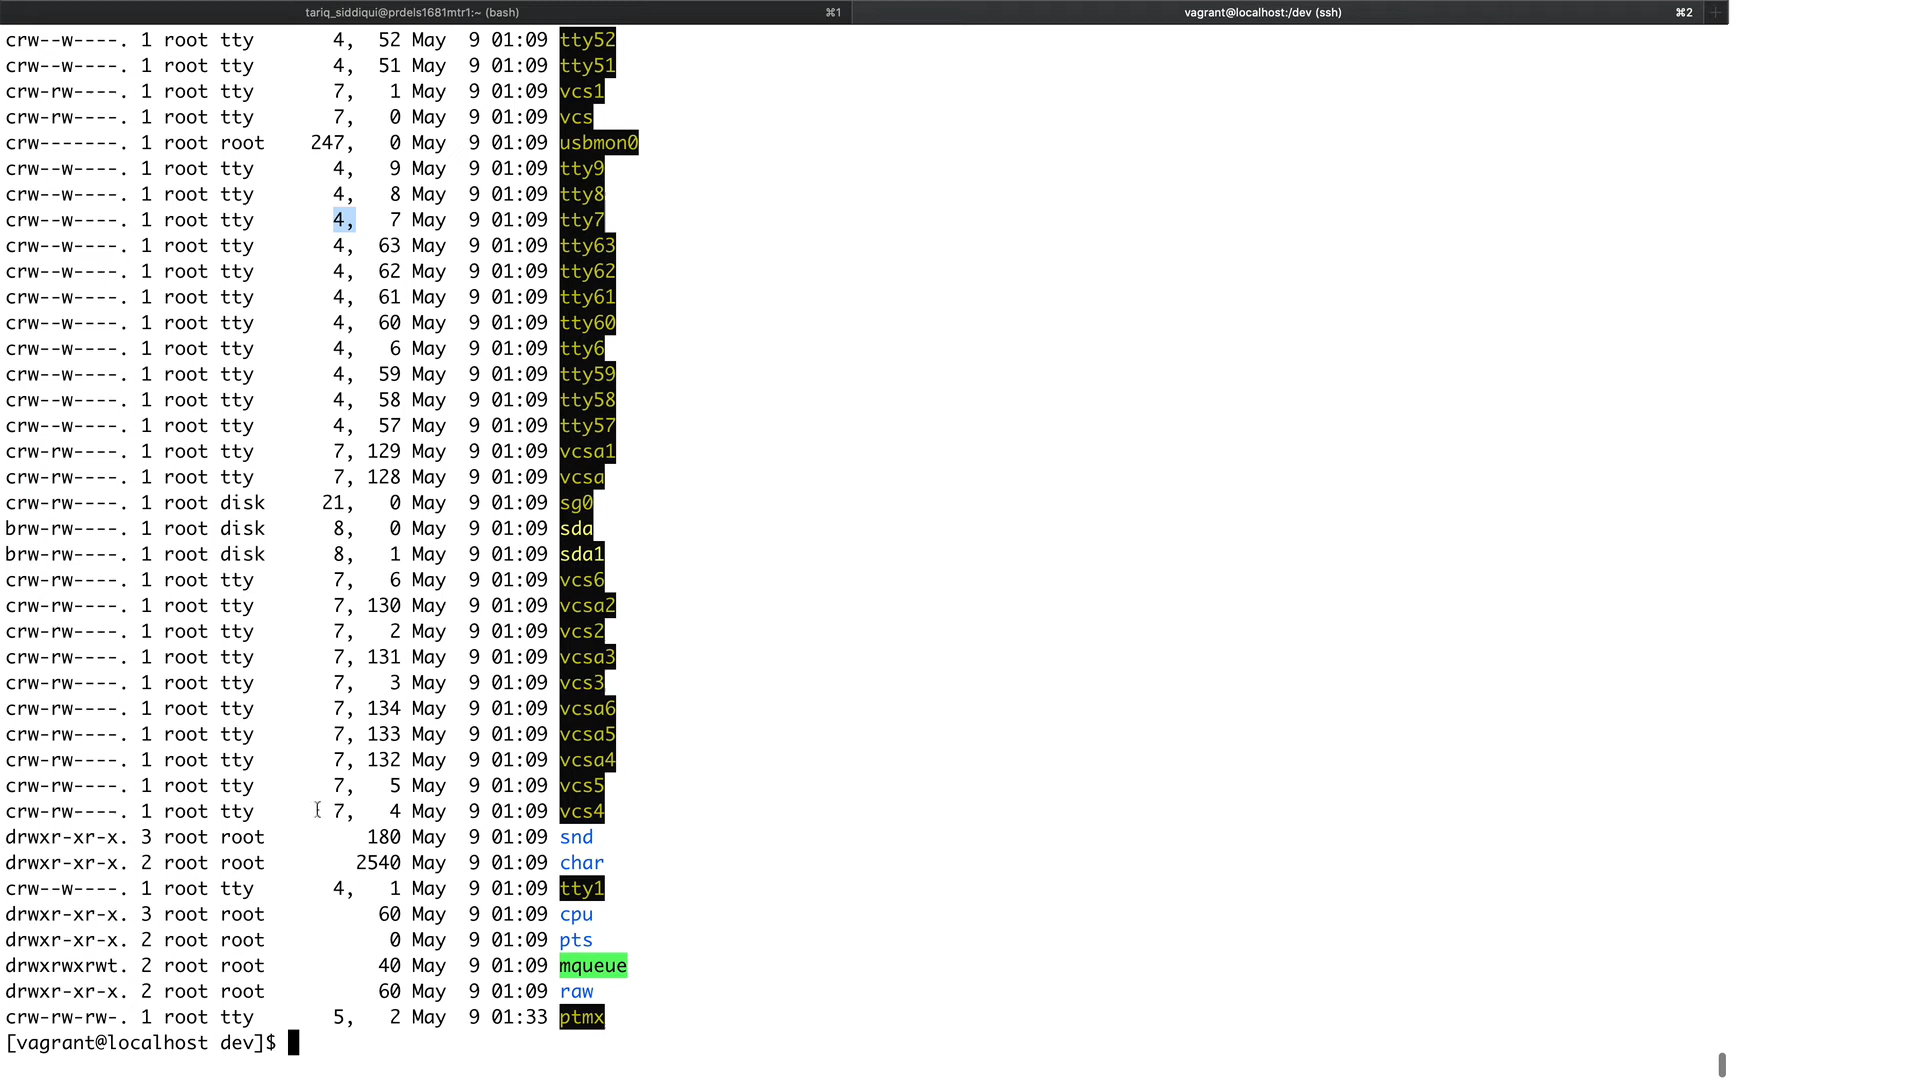 tariq_siddiqui@prdels1681mtr1:~ (bash) ⌘1 vagrant@localhost:/dev (ssh) ⌘2 +
crw--w----. 1 root tty 4, 52 May 9 01:09 tty52
crw--w----. 1 root tty 4, 51 May 9 01:09 tty51
crw-rw----. 1 root tty 7, 1 May 9 01:09 vcs1
crw-rw----. 1 root tty 7, 0 May 9 01:09 vcs
crw-------. 1 root root 247, 0 May 9 01:09 usbmon0
crw--w----. 1 root tty 4, 9 May 9 01:09 tty9
crw--w----. 1 root tty 4, 8 May 9 01:09 tty8
crw--w----. 1 root tty 4, 7 May 9 01:09 tty7
crw--w----. 1 root tty 4, 63 May 9 01:09 tty63
crw--w----. 1 root tty 4, 62 May 9 01:09 tty62
crw--w----. 1 root tty 4, 61 May 9 01:09 tty61
crw--w----. 1 root tty 4, 60 May 9 01:09 tty60
crw--w----. 1 root tty 4, 6 May 9 01:09 tty6
crw--w----. 1 root tty 4, 59 May 9 01:09 tty59
crw--w----. 1 root tty 4, 58 May 9 01:09 tty58
crw--w----. 1 root tty 4, 57 May 9 01:09 tty57
crw-rw----. 1 root tty 7, 129 May 9 01:09 vcsa1
crw-rw----. 1 root tty 7, 128 May 9 01:09 vcsa
crw-rw----. 1 root disk 21, 0 May 9 01:09 sg0
brw-rw----. 1 root disk 8, 0 May 9 01:09 sda
brw-rw----. 1 root disk 8, 1 May 9 01:09 sda1
crw-rw----. 1 root tty 7, 6 May 9 01:09 vcs6
crw-rw----. 1 root tty 7, 130 May 9 01:09 vcsa2
crw-rw----. 1 root tty 7, 2 May 9 01:09 vcs2
crw-rw----. 1 root tty 7, 131 May 9 01:09 vcsa3
crw-rw----. 1 root tty 7, 3 May 9 01:09 vcs3
crw-rw----. 1 root tty 7, 134 May 9 01:09 vcsa6
crw-rw----. 1 root tty 7, 133 May 9 01:09 vcsa5
crw-rw----. 1 root tty 7, 132 May 9 01:09 vcsa4
crw-rw----. 1 root tty 7, 5 May 9 01:09 vcs5
crw-rw----. 1 root tty 7, 4 May 9 01:09 vcs4
drwxr-xr-x. 3 root root 180 May 9 01:09 snd
drwxr-xr-x. 2 root root 2540 May 9 01:09 char
crw--w----. 1 root tty 4, 1 May 9 01:09 tty1
drwxr-xr-x. 3 root root 60 May 9 01:09 cpu
drwxr-xr-x. 2 root root 0 May 9 01:09 pts
drwxrwxrwt. 2 root root 40 May 9 01:09 mqueue
drwxr-xr-x. 2 root root 60 May 9 01:09 raw
crw-rw-rw-. 1 root tty 5, 2 May 9 01:33 ptmx
[vagrant@localhost dev]$